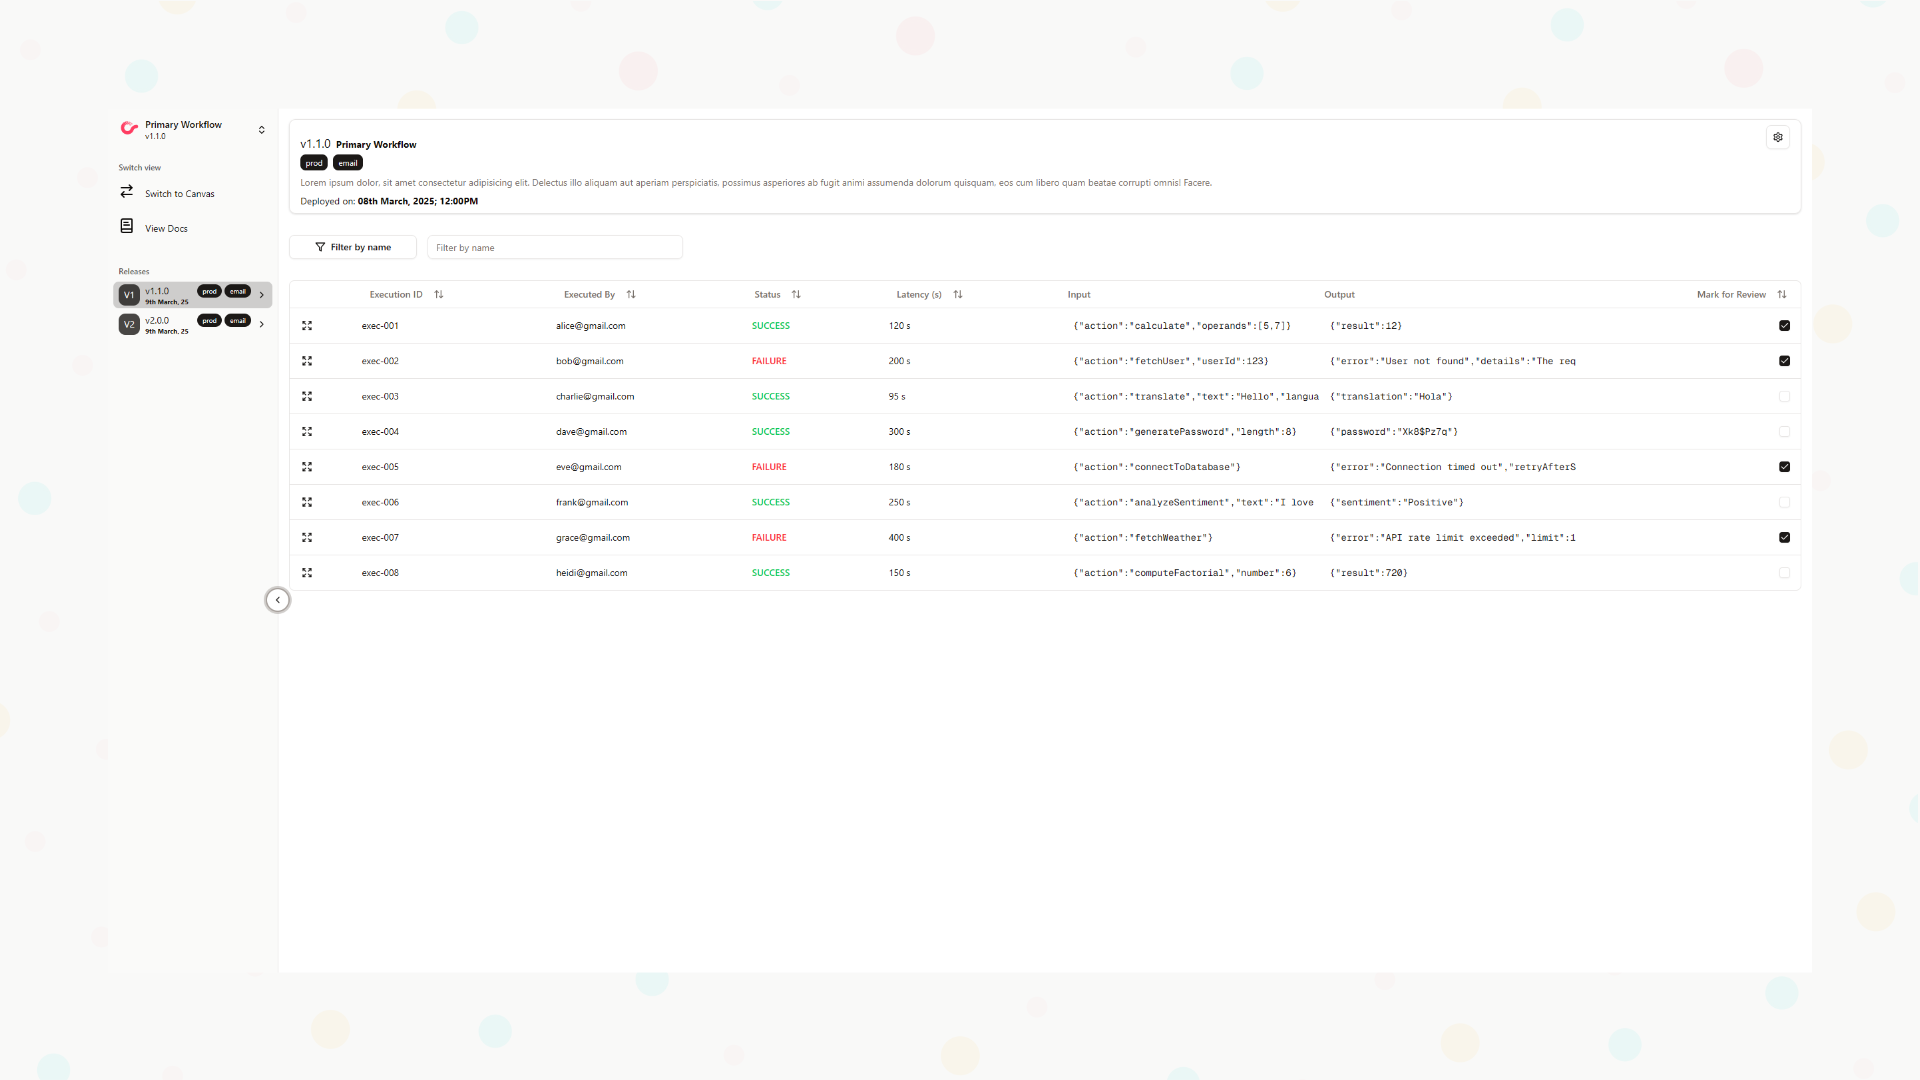 Primary Workflow
v1.1.0
Switch view
Switch to Canvas
View Docs
Releases
V1 v1.1.0 prod email
9th March, 25
V2 v2.0.0 prod email
9th March, 25
v1.1.0 Primary Workflow
prod email
Lorem ipsum dolor, sit amet consectetur adipisicing elit. Delectus illo aliquam aut aperiam perspiciatis, possimus asperiores ab fugit animi assumenda dolorum quisquam, eos cum libero quam beatae corrupti omnis! Facere.
Deployed on: 08th March, 2025; 12:00PM
Filter by name Filter by name
Execution ID Executed By Status Latency (s) Input Output Mark for Review
exec-001 alice@gmail.com SUCCESS 120 s {"action":"calculate","operands":[5,7]} {"result":12}
exec-002 bob@gmail.com FAILURE 200 s {"action":"fetchUser","userId":123} {"error":"User not found","details":"The req
exec-003 charlie@gmail.com SUCCESS 95 s {"action":"translate","text":"Hello","langua {"translation":"Hola"}
exec-004 dave@gmail.com SUCCESS 300 s {"action":"generatePassword","length":8} {"password":"Xk8$Pz7q"}
exec-005 eve@gmail.com FAILURE 180 s {"action":"connectToDatabase"} {"error":"Connection timed out","retryAfterS
exec-006 frank@gmail.com SUCCESS 250 s {"action":"analyzeSentiment","text":"I love {"sentiment":"Positive"}
exec-007 grace@gmail.com FAILURE 400 s {"action":"fetchWeather"} {"error":"API rate limit exceeded","limit":1
exec-008 heidi@gmail.com SUCCESS 150 s {"action":"computeFactorial","number":6} {"result":720}